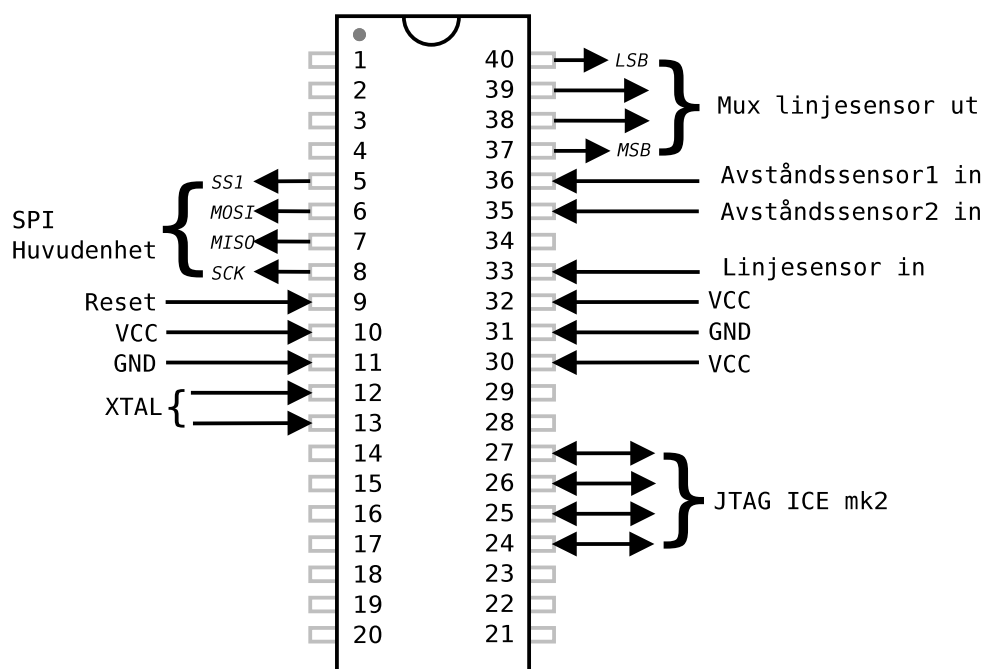 1 40 LSB
2 39
Mux linjesensor ut
3 38
4 37 MSB
SS1 5 36 Avståndssensor1 in
SPI
MOSI 6 35 Avståndssensor2 in
Huvudenhet
MISO 7 34
SCK 8 33 Linjesensor in
Reset 9 32 VCC
VCC 10 31 GND
GND 11 30 VCC
12 29
XTAL {
13 28
14 27
15 26
JTAG ICE mk2
16 25
17 24
18 23
19 22
20 21